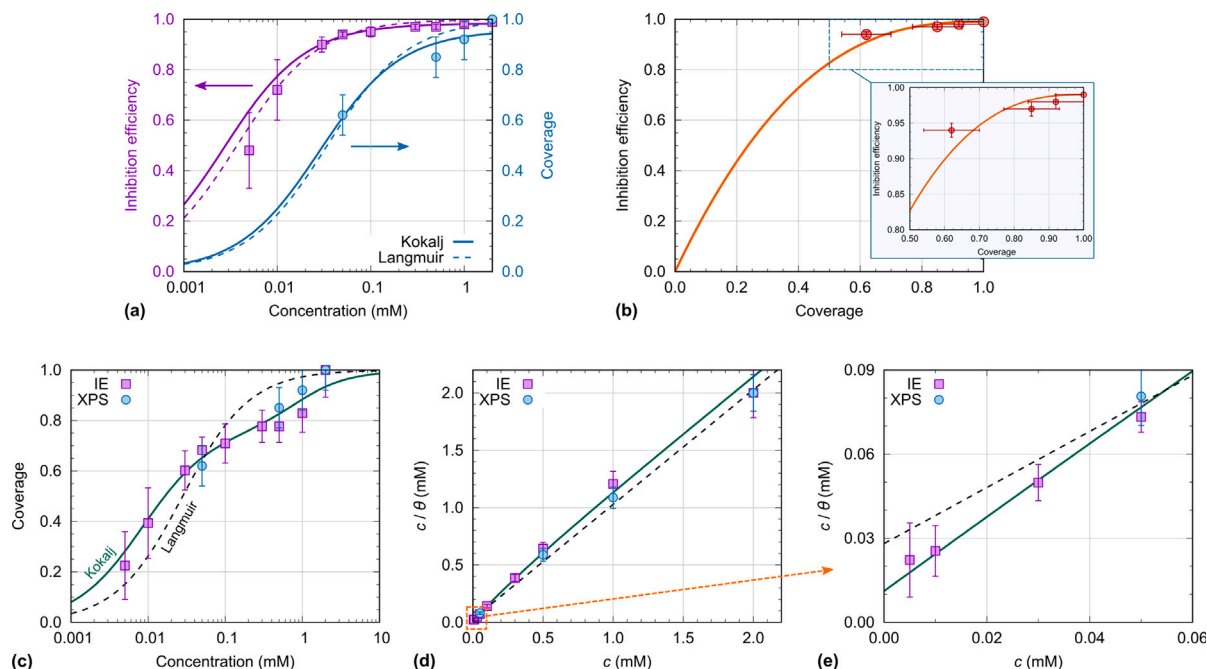 1.0
0.8
0.6
0.4
0.2
0.0
Inhibition efficiency
1.0
0.8
0.6
0.4
0.2
0.0
Coverage
Kokalj
Langmuir
0.001
0.01
0.1
1
(a)
Concentration (mM)
1.0
0.8
0.6
0.4
0.2
0.0
Inhibition efficiency
1.00
0.95
0.90
0.85
0.80
Inhibition efficiency
0.50
0.60
0.70
0.80
0.90
1.00
Coverage
0.0
0.2
0.4
0.6
0.8
1.0
(b)
Coverage
1.0
0.8
0.6
0.4
0.2
0.0
Coverage
IE
XPS
Kokalj
Langmuir
0.001
0.01
0.1
1
10
(c)
Concentration (mM)
2.0
1.5
1.0
0.5
0.0
c / θ (mM)
IE
XPS
0.0
0.5
1.0
1.5
2.0
(d)
c (mM)
0.09
0.06
0.03
0.00
c / θ (mM)
IE
XPS
0.00
0.02
0.04
0.06
(e)
c (mM)